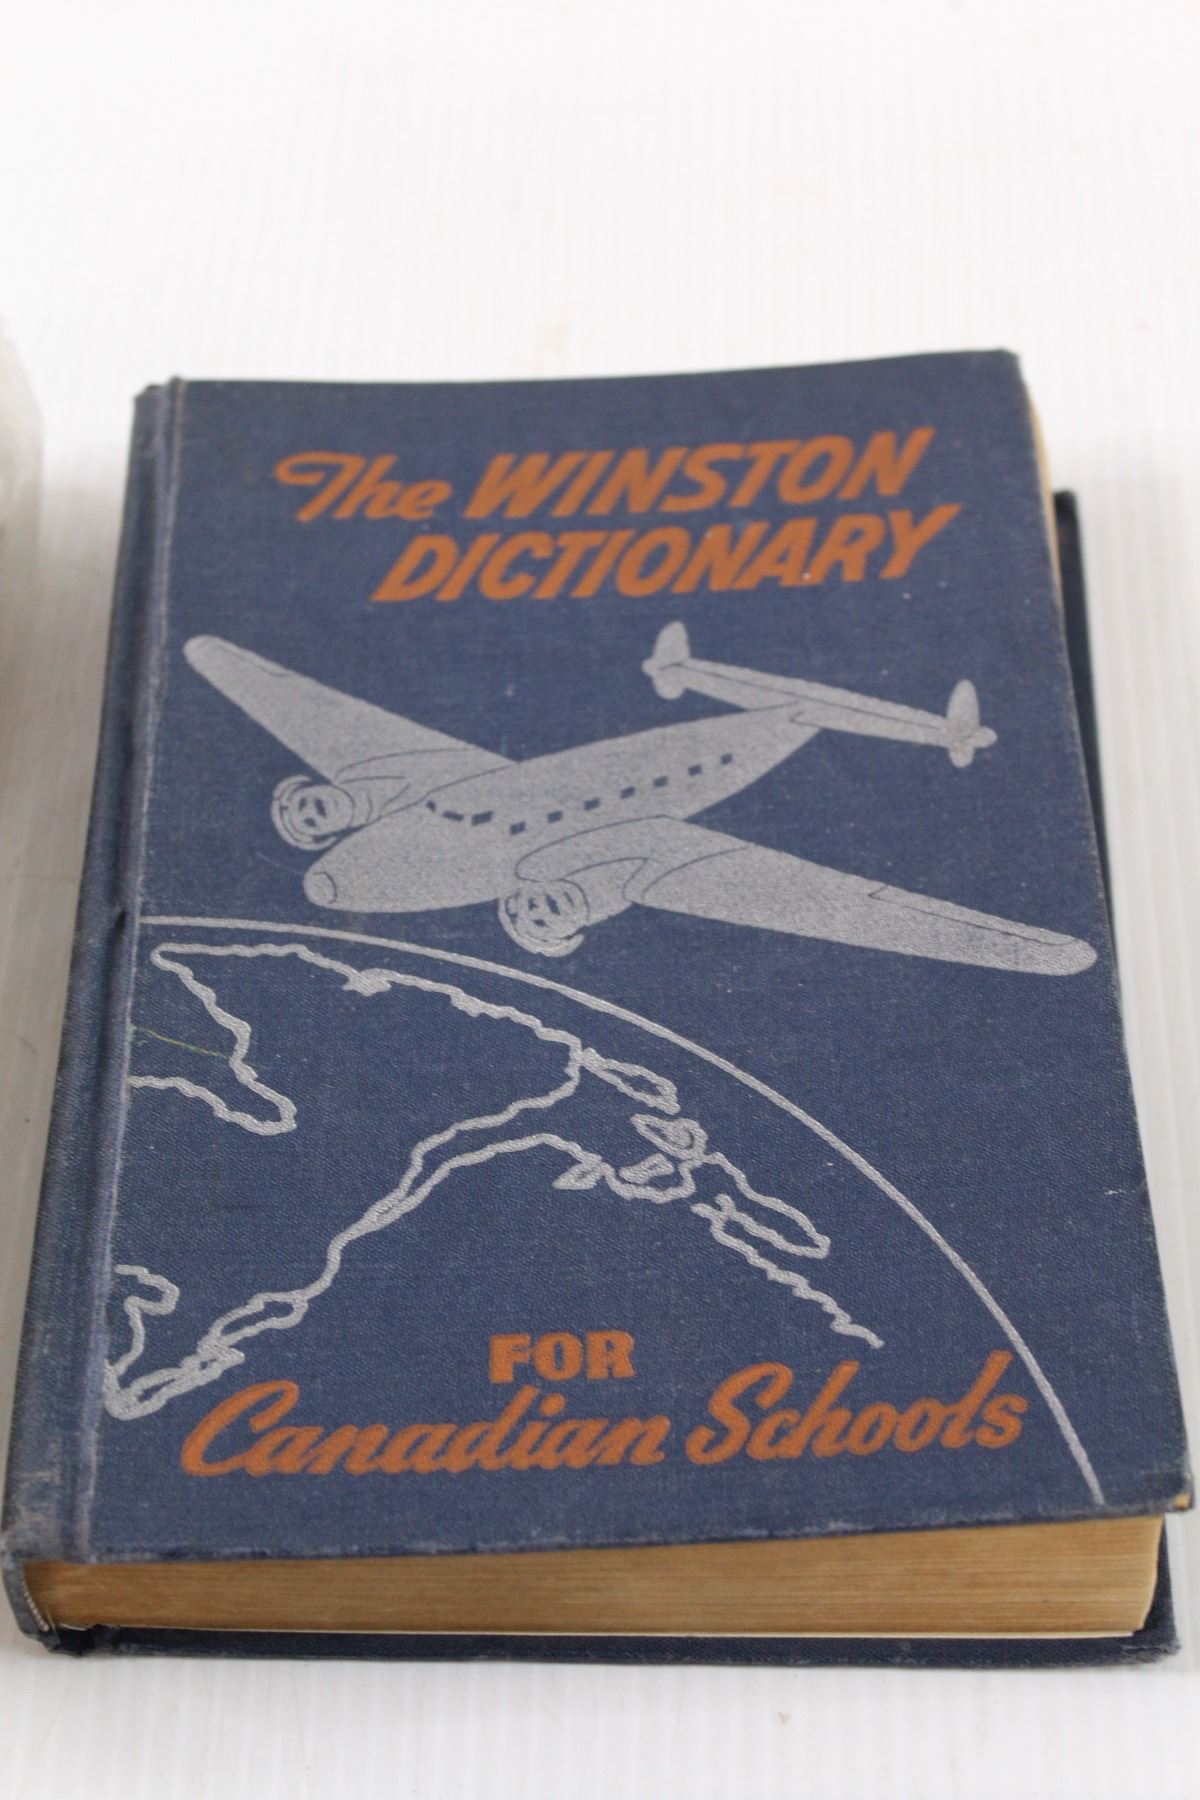 The WINSTON
DICTIONARY
FOR
Canadian Schools